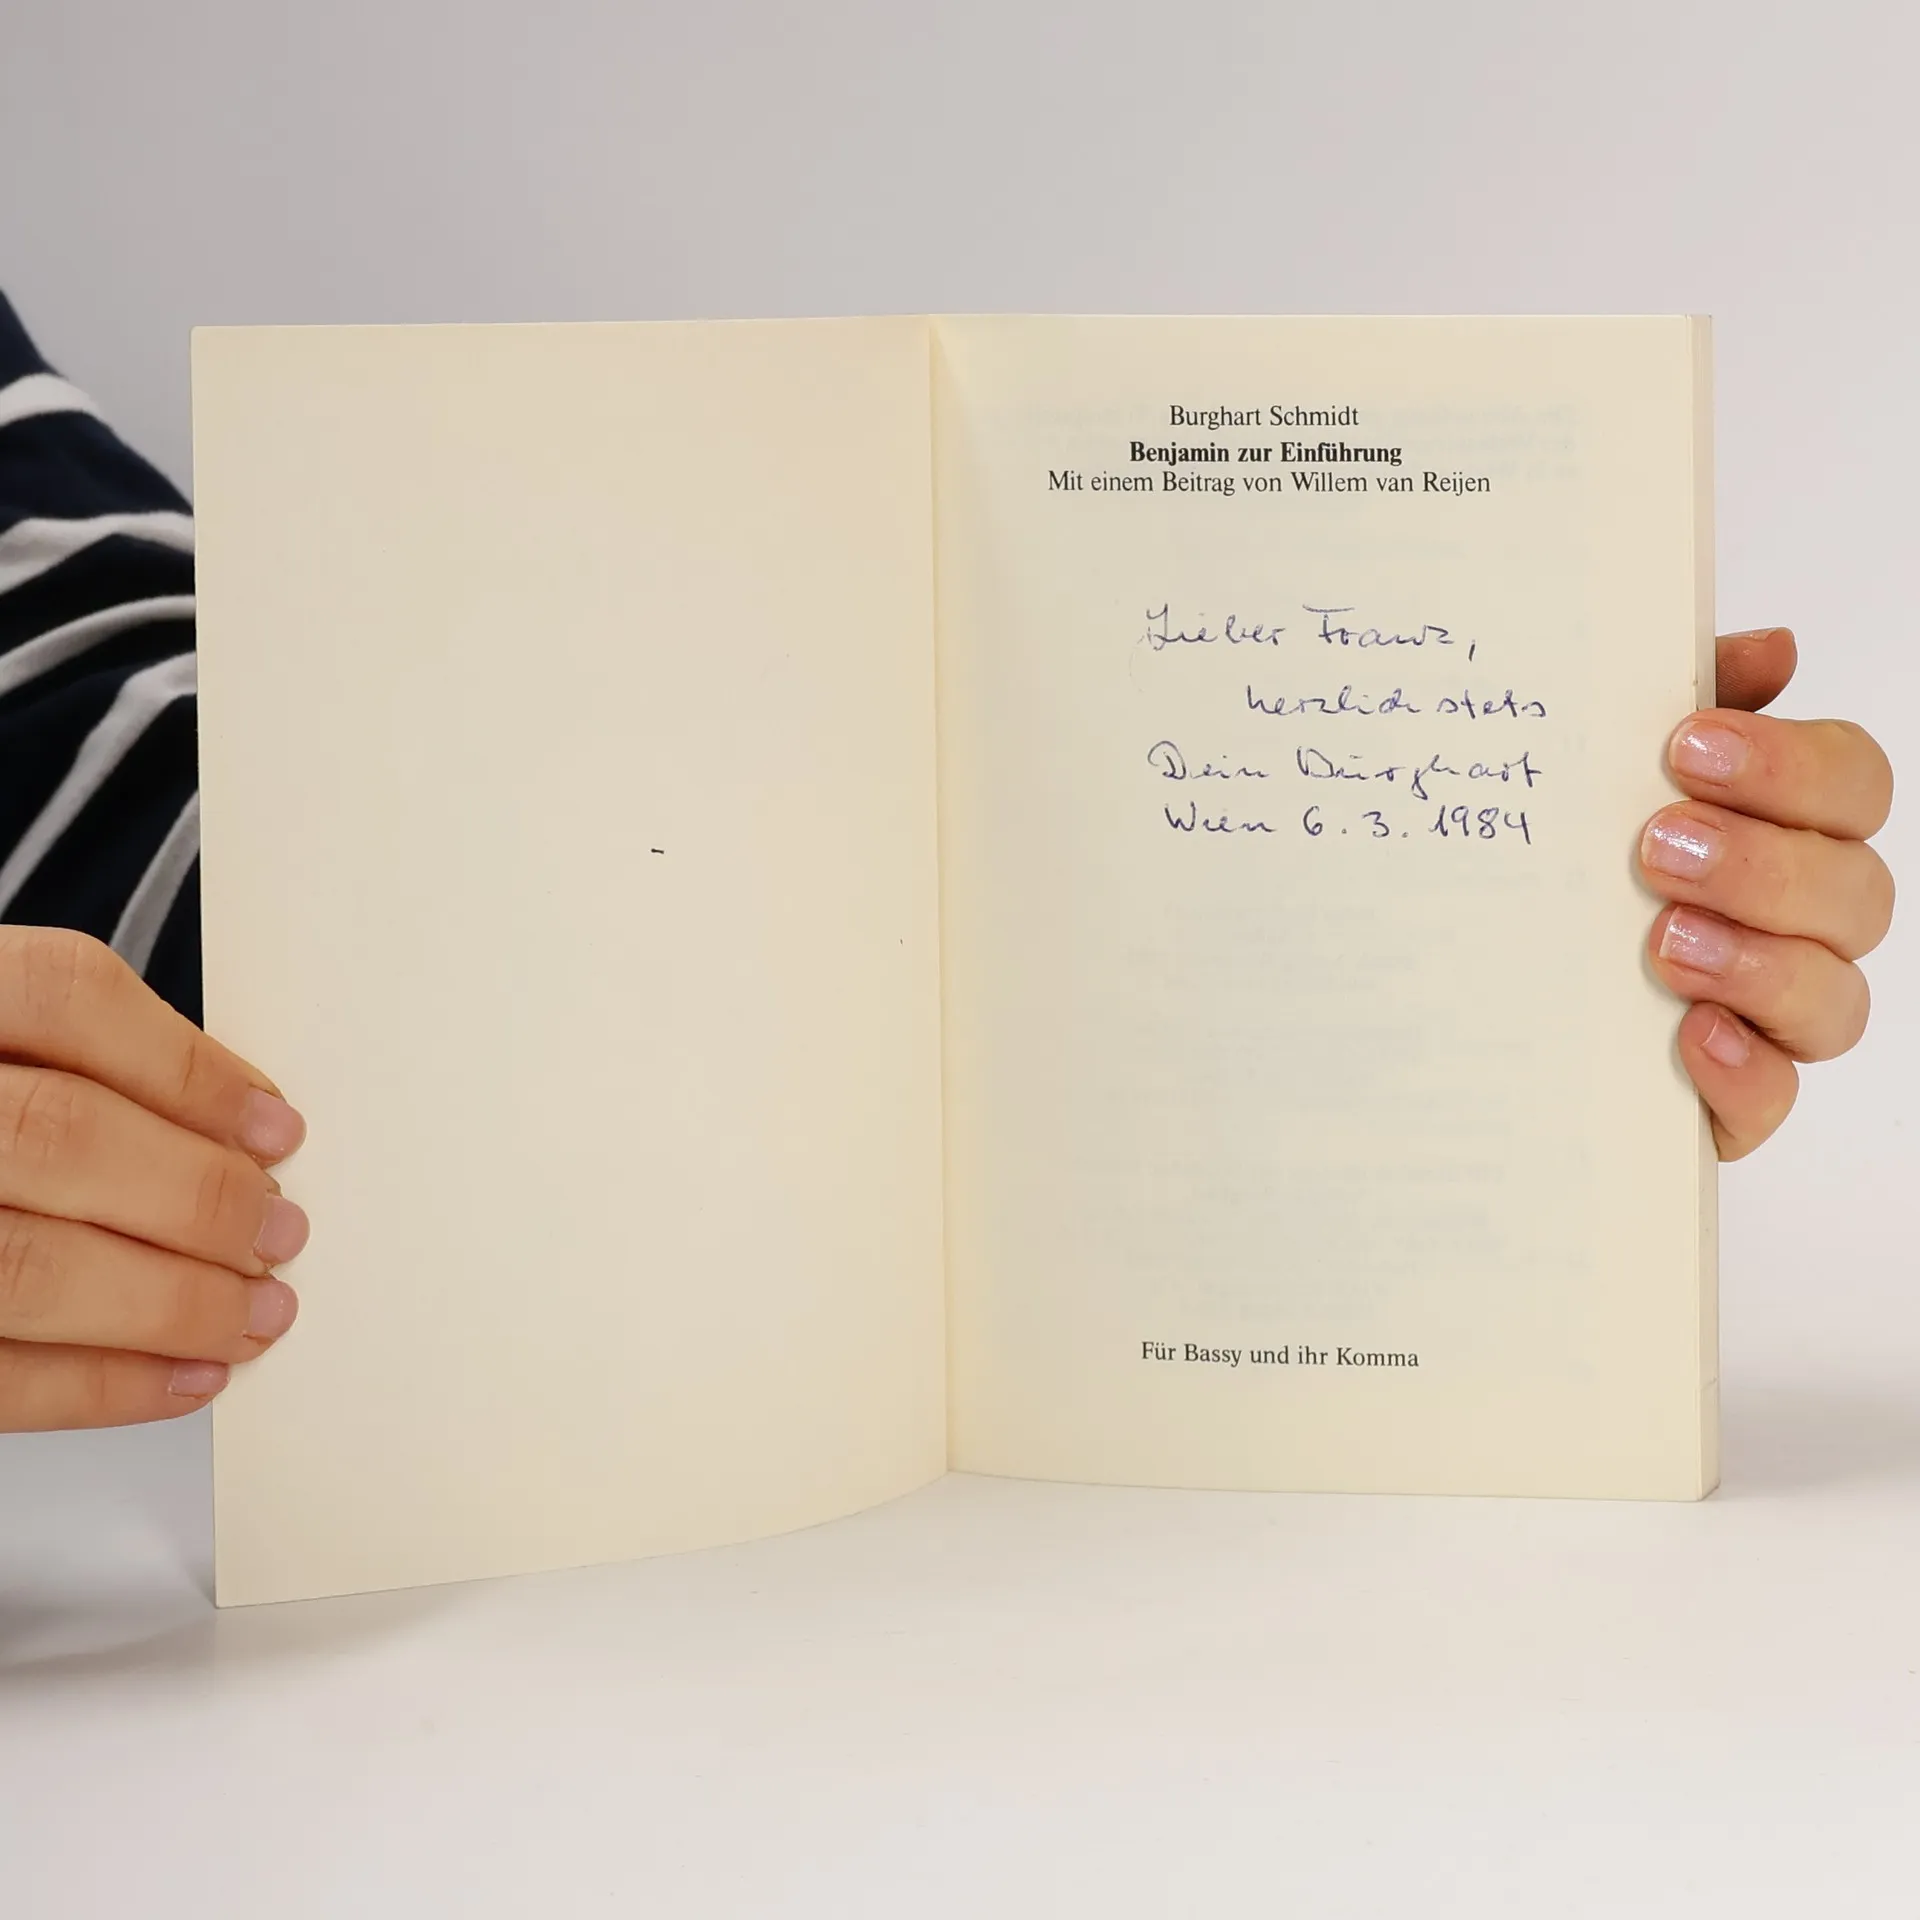 Burghart Schmidt
Benjamin zur Einführung
Mit einem Beitrag von Willem van Reijen
Lieber Franz,
herzlich stets
Dein Burghart
Wien 6.3.1984
Für Bassy und ihr Komma